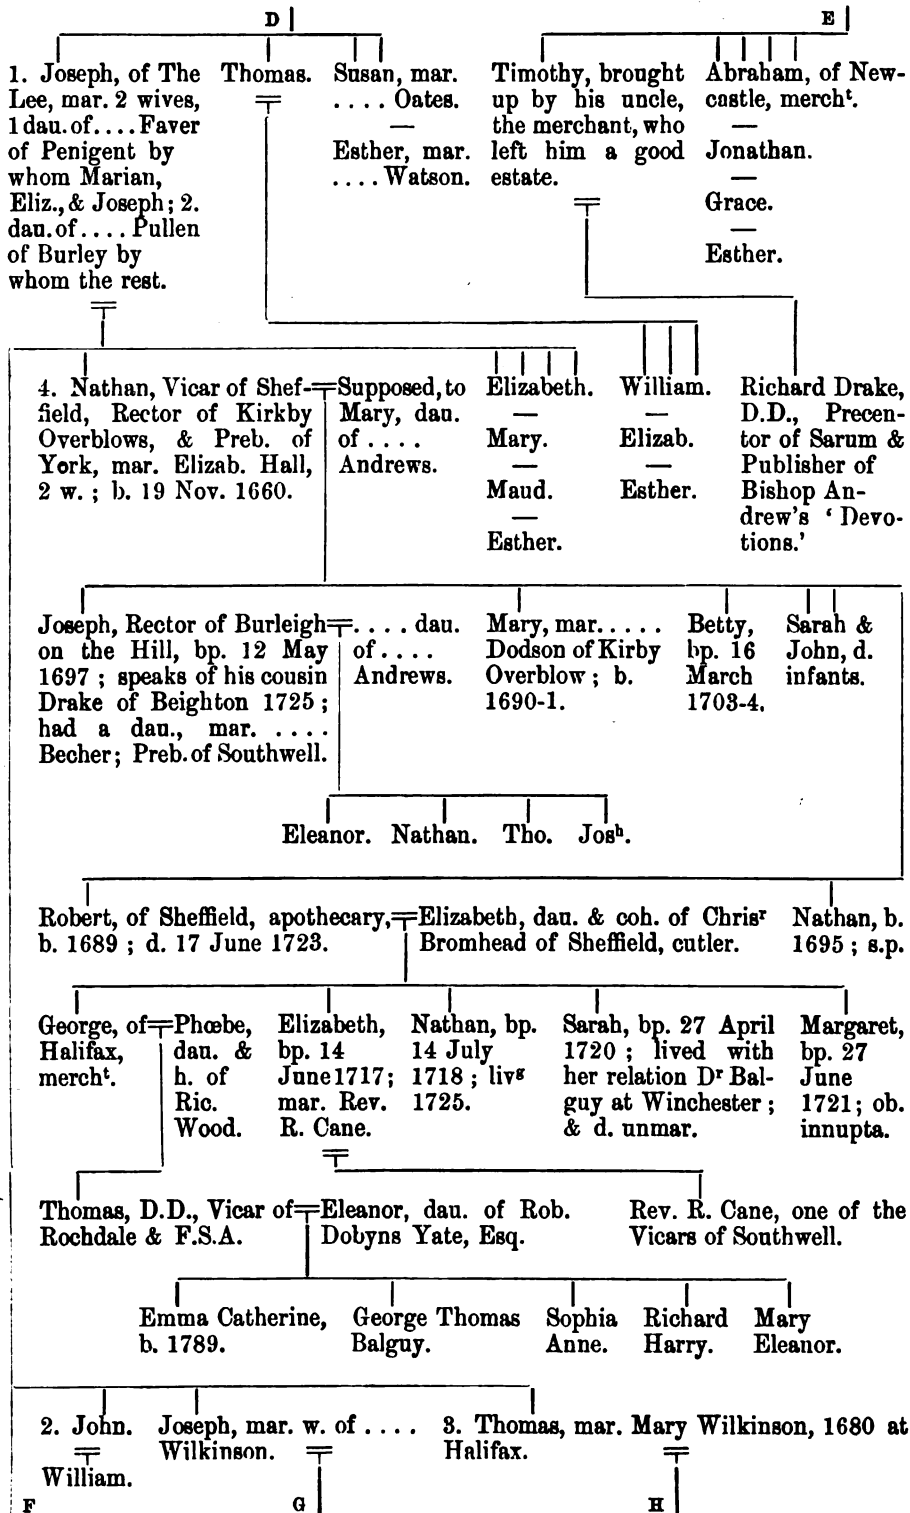 D
E
1. Joseph, of The
Lee, mar. 2 wives,
1 dau. of .... Faver
of Penigent by
whom Marian,
Eliz., & Joseph; 2.
dau. of .... Pullen
of Burley by
whom the rest.
Thomas.
Susan, mar.
.... Oates.
—
Esther, mar.
.... Watson.
Timothy, brought
up by his uncle,
the merchant, who
left him a good
estate.
Abraham, of New-
castle, merchᵗ.
—
Jonathan.
—
Grace.
—
Esther.
4. Nathan, Vicar of Shef-
field, Rector of Kirkby
Overblows, & Preb. of
York, mar. Elizab. Hall,
2 w.; b. 19 Nov. 1660.
Supposed, to
Mary, dau.
of ....
Andrews.
Elizabeth.
—
Mary.
—
Maud.
—
Esther.
William.
—
Elizab.
—
Esther.
Richard Drake,
D.D., Precen-
tor of Sarum &
Publisher of
Bishop An-
drew's ‘ Devo-
tions.’
Joseph, Rector of Burleigh
on the Hill, bp. 12 May
1697; speaks of his cousin
Drake of Beighton 1725;
had a dau., mar. ....
Becher; Preb. of Southwell.
.... dau.
of ....
Andrews.
Mary, mar. ....
Dodson of Kirby
Overblow; b.
1690-1.
Betty,
bp. 16
March
1703-4.
Sarah &
John, d.
infants.
Eleanor. Nathan. Tho. Josʰ.
Robert, of Sheffield, apothecary,
b. 1689; d. 17 June 1723.
Elizabeth, dau. & coh. of Chrisʳ
Bromhead of Sheffield, cutler.
Nathan, b.
1695; s.p.
George, of
Halifax,
merchᵗ.
Phœbe,
dau. &
h. of
Ric.
Wood.
Elizabeth,
bp. 14
June 1717;
mar. Rev.
R. Cane.
Nathan, bp.
14 July
1718; livᵍ
1725.
Sarah, bp. 27 April
1720; lived with
her relation Dʳ Bal-
guy at Winchester;
& d. unmar.
Margaret,
bp. 27
June
1721; ob.
innupta.
Thomas, D.D., Vicar of
Rochdale & F.S.A.
Eleanor, dau. of Rob.
Dobyns Yate, Esq.
Rev. R. Cane, one of the
Vicars of Southwell.
Emma Catherine,
b. 1789.
George Thomas
Balguy.
Sophia
Anne.
Richard
Harry.
Mary
Eleanor.
2. John.
William.
Joseph, mar. w. of ....
Wilkinson.
3. Thomas, mar. Mary Wilkinson, 1680 at
Halifax.
F
G
H